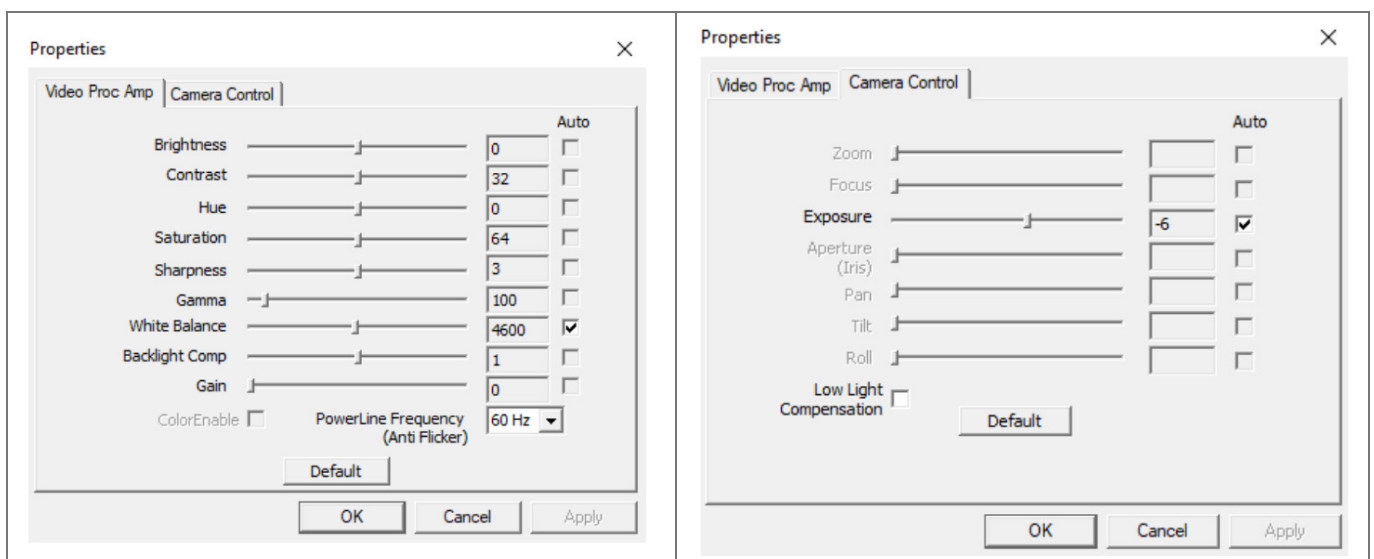 Properties
Video Proc Amp Camera Control
Auto
Brightness 0
Contrast 32
Hue 0
Saturation 64
Sharpness 3
Gamma 100
White Balance 4600
Backlight Comp 1
Gain 0
ColorEnable PowerLine Frequency 60 Hz
(Anti Flicker)
Default
OK Cancel Apply
Properties
Video Proc Amp Camera Control
Auto
Zoom
Focus
Exposure -6
Aperture
(Iris)
Pan
Tilt
Roll
Low Light
Compensation
Default
OK Cancel Apply